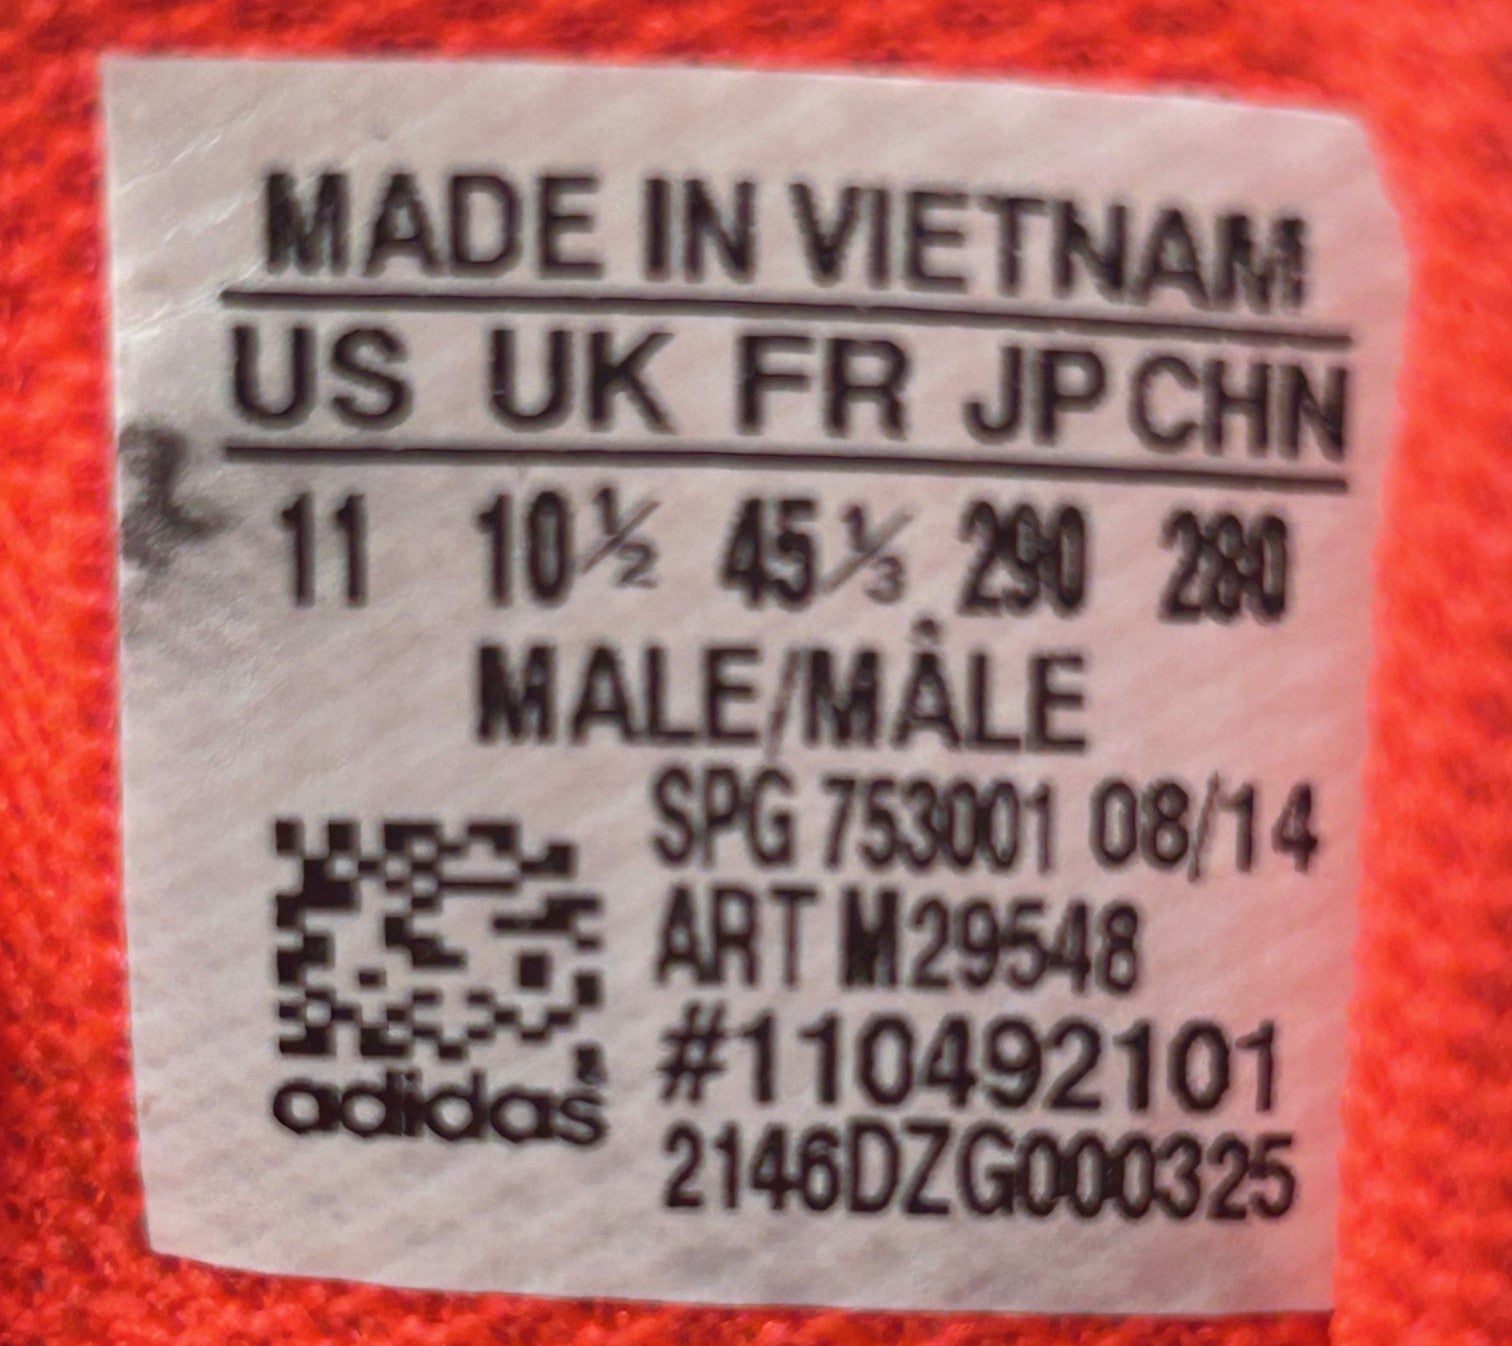 MADE IN VIETNAM
US UK FR JP CHN
11 10½ 45⅓ 290 280
MALE/MÂLE
SPG 753001 08/14
ART M29548
#110492101
adidas
2146DZG000325